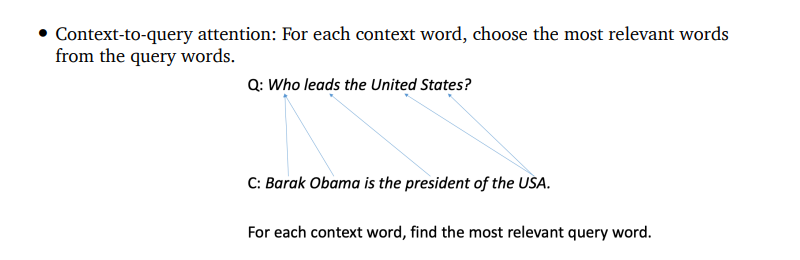 • Context-to-query attention: For each context word, choose the most relevant words
from the query words.
Q: Who leads the United States?
C: Barak Obama is the president of the USA.
For each context word, find the most relevant query word.